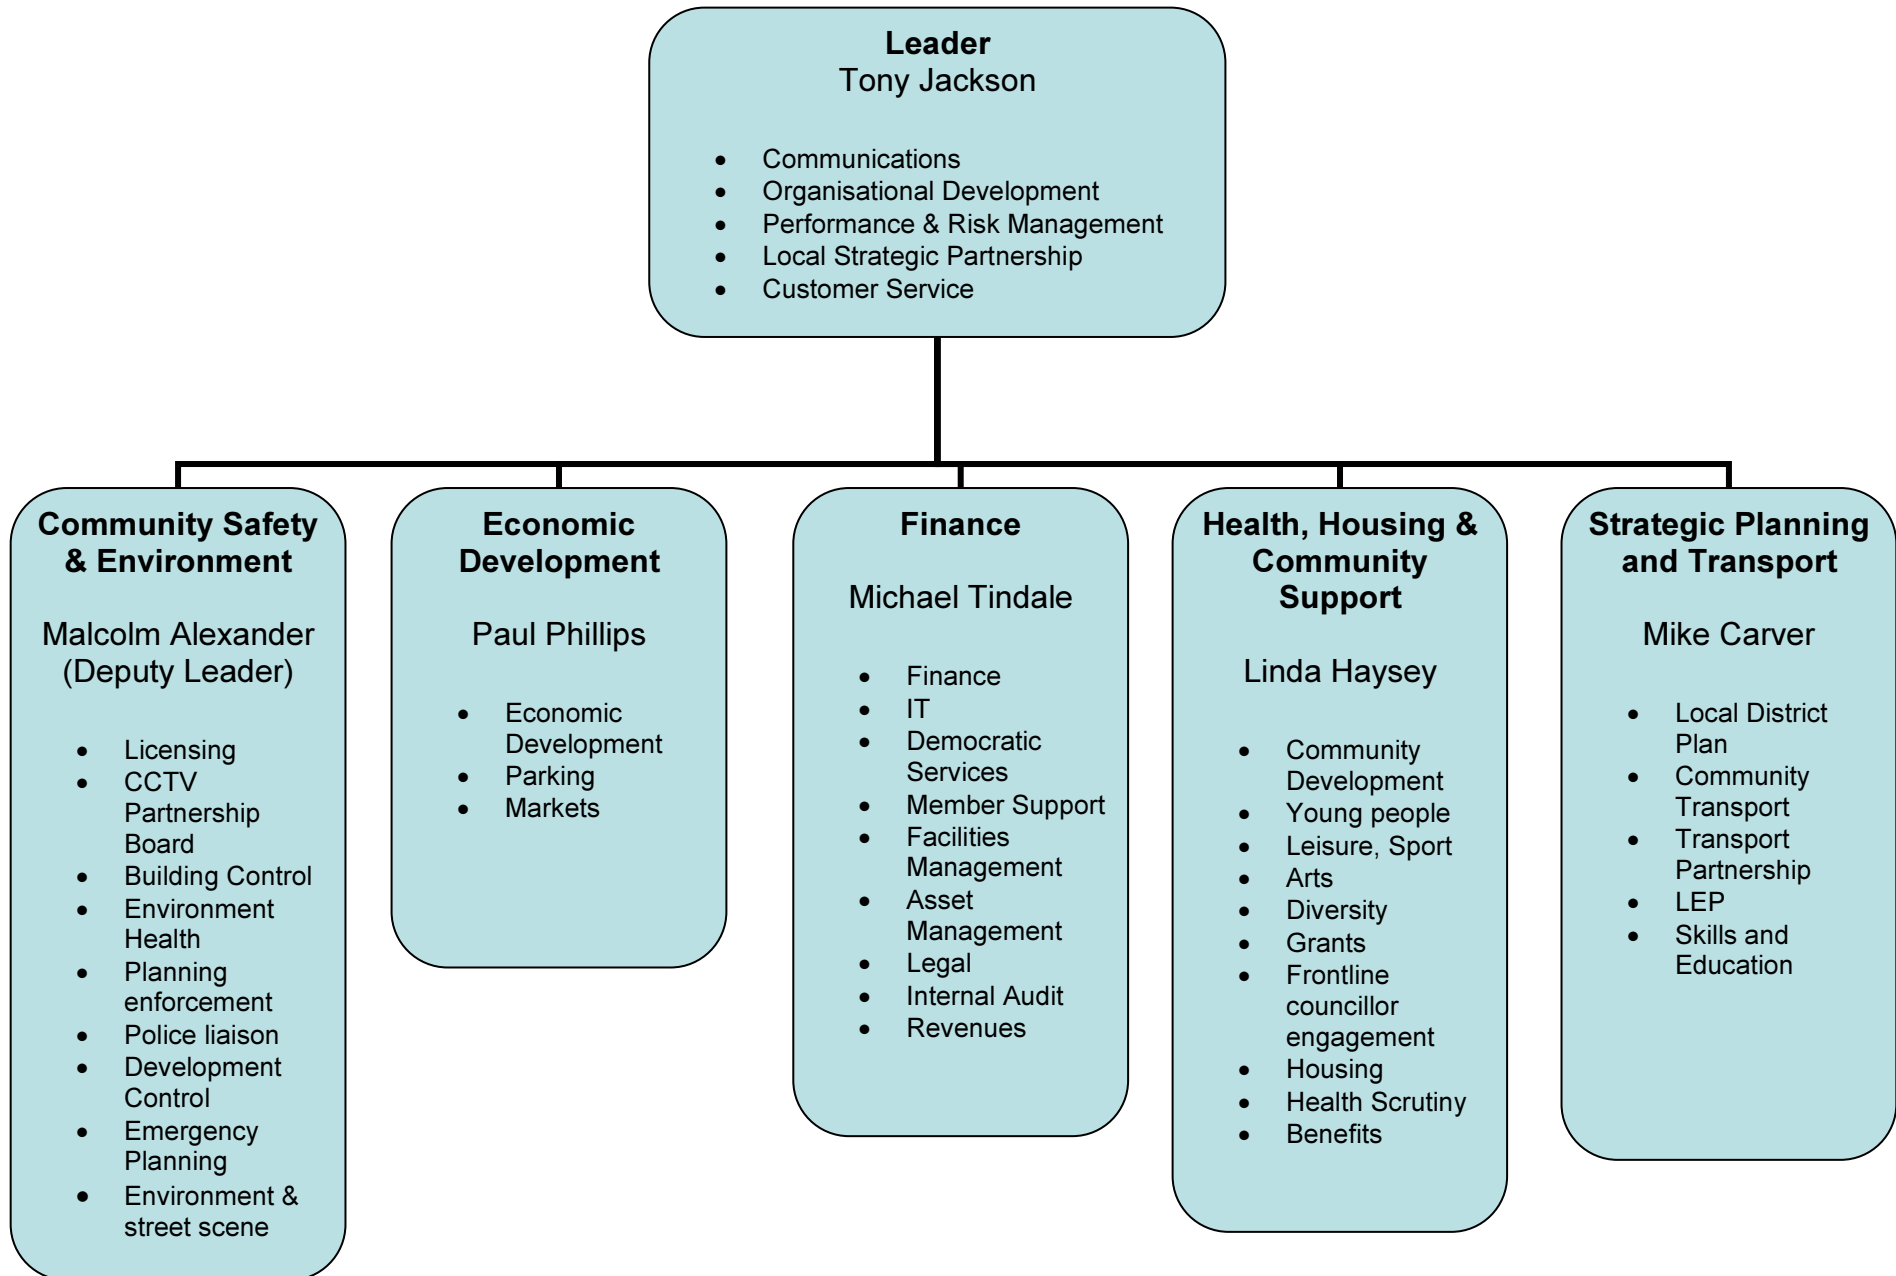 Leader
Tony Jackson
• Communications
• Organisational Development
• Performance & Risk Management
• Local Strategic Partnership
• Customer Service
Community Safety
& Environment
Malcolm Alexander
(Deputy Leader)
• Licensing
• CCTV
Partnership
Board
• Building Control
• Environment
Health
• Planning
enforcement
• Police liaison
• Development
Control
• Emergency
Planning
• Environment &
street scene
Economic
Development
Paul Phillips
• Economic
Development
• Parking
• Markets
Finance
Michael Tindale
• Finance
• IT
• Democratic
Services
• Member Support
• Facilities
Management
• Asset
Management
• Legal
• Internal Audit
• Revenues
Health, Housing &
Community
Support
Linda Haysey
• Community
Development
• Young people
• Leisure, Sport
• Arts
• Diversity
• Grants
• Frontline
councillor
engagement
• Housing
• Health Scrutiny
• Benefits
Strategic Planning
and Transport
Mike Carver
• Local District
Plan
• Community
Transport
• Transport
Partnership
• LEP
• Skills and
Education